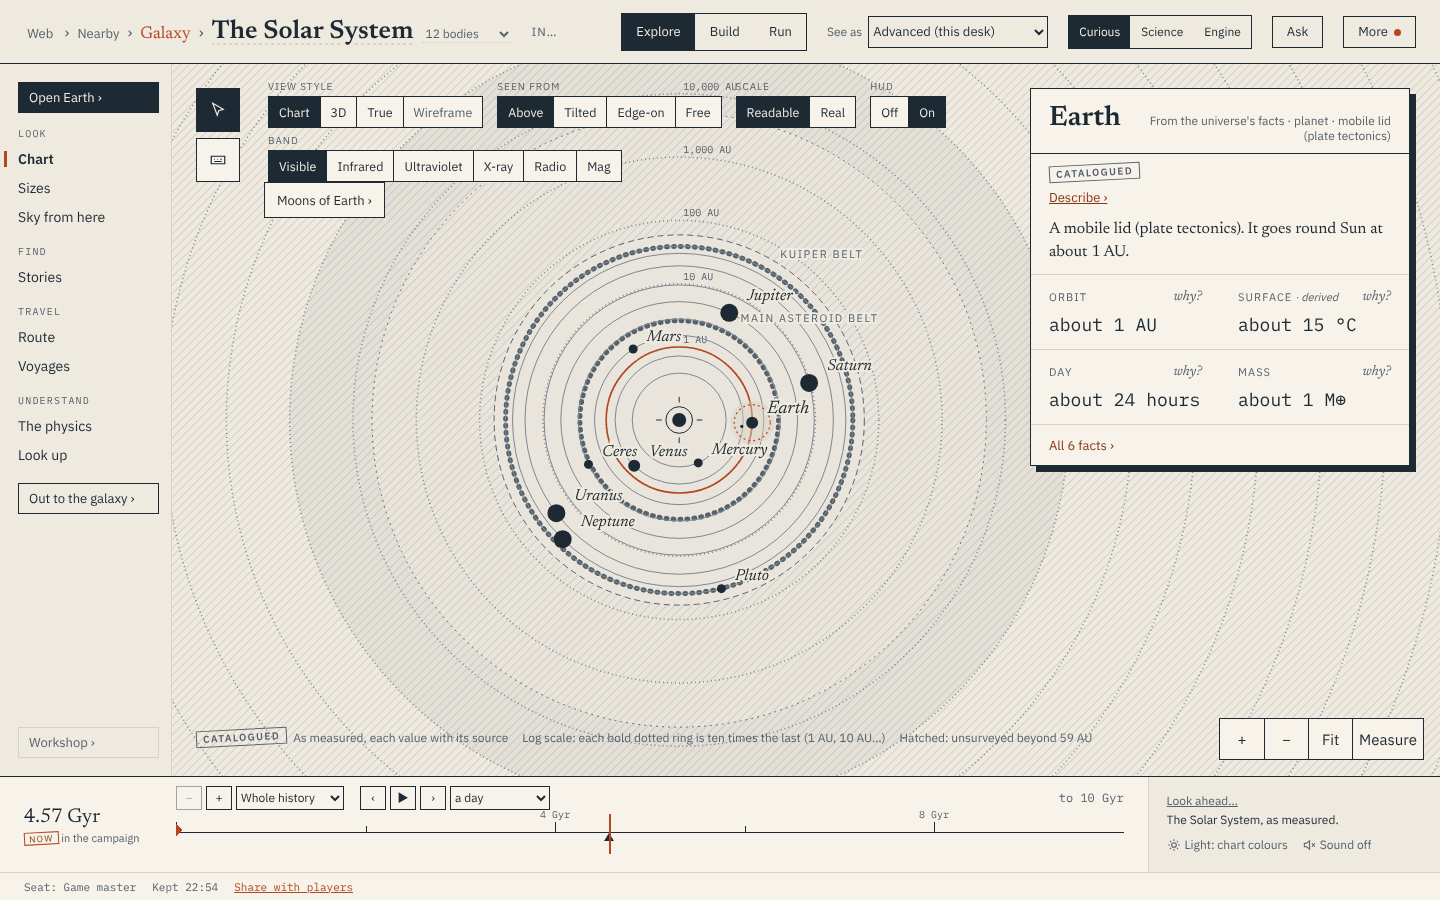 Web › Nearby › Galaxy › The Solar System 12 bodies IN... Explore Build Run See as Advanced (this desk) Curious Science Engine Ask More
Open Earth ›
LOOK
Chart
Sizes
Sky from here
FIND
Stories
TRAVEL
Route
Voyages
UNDERSTAND
The physics
Look up
Out to the galaxy ›
Workshop ›
VIEW STYLE
Chart 3D True Wireframe
SEEN FROM
Above Tilted Edge-on Free
SCALE
Readable Real
HUD
Off On
BAND
Visible Infrared Ultraviolet X-ray Radio Mag
Moons of Earth ›
10,000 AU
1,000 AU
100 AU
KUIPER BELT
10 AU
Jupiter
MAIN ASTEROID BELT
Mars
1 AU
Saturn
Earth
Ceres
Venus
Mercury
Uranus
Neptune
Pluto
Earth
From the universe's facts · planet · mobile lid
(plate tectonics)
CATALOGUED
Describe ›
A mobile lid (plate tectonics). It goes round Sun at
about 1 AU.
ORBIT why? SURFACE · derived why?
about 1 AU about 15 °C
DAY why? MASS why?
about 24 hours about 1 M⊕
All 6 facts ›
CATALOGUED As measured, each value with its source Log scale: each bold dotted ring is ten times the last (1 AU, 10 AU...) Hatched: unsurveyed beyond 59 AU
+ − Fit Measure
4.57 Gyr
NOW in the campaign
− + Whole history ‹ ▶ › a day to 10 Gyr
4 Gyr 8 Gyr
Look ahead...
The Solar System, as measured.
Light: chart colours Sound off
Seat: Game master Kept 22:54 Share with players